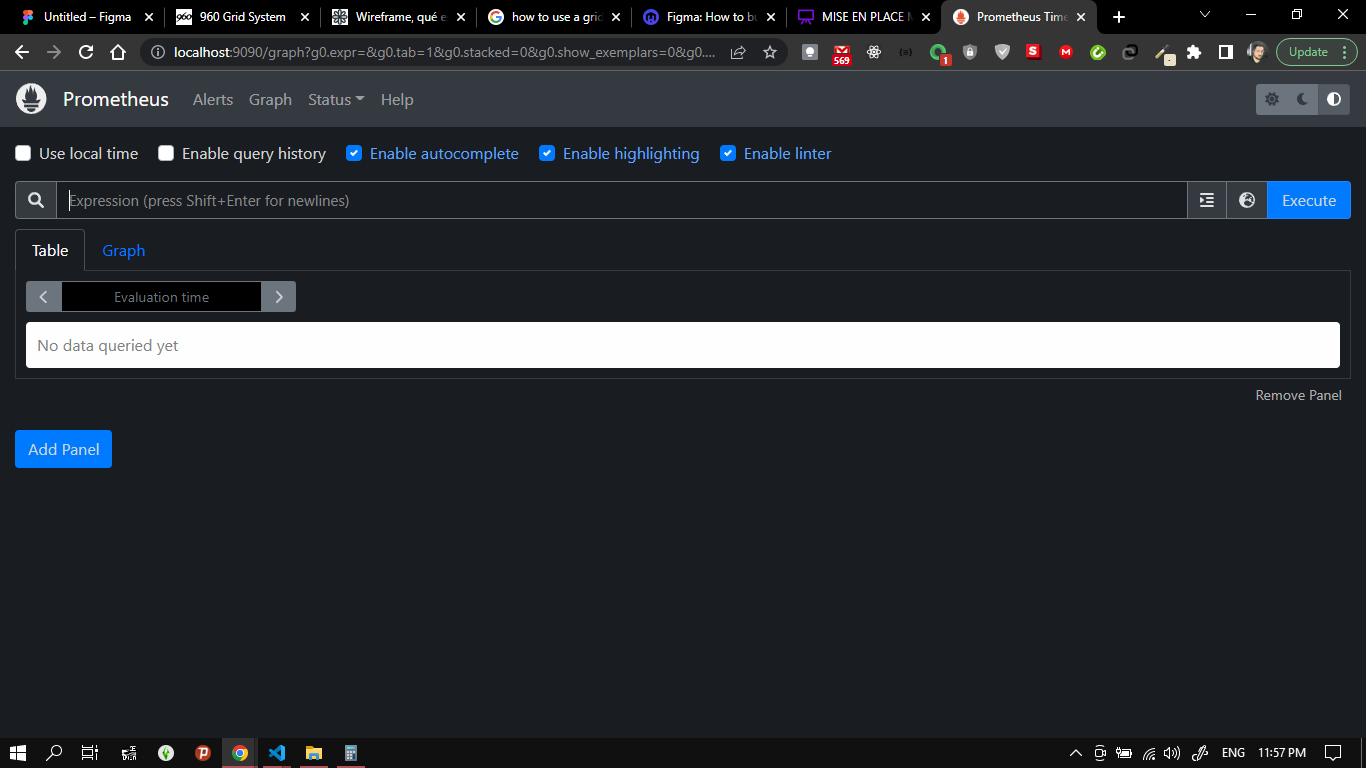 Untitled – Figma
960 Grid System
Wireframe, qué e
how to use a grid
Figma: How to bu
MISE EN PLACE M
Prometheus Time
localhost:9090/graph?g0.expr=&g0.tab=1&g0.stacked=0&g0.show_exemplars=0&g0....
569
1
Update
Prometheus
Alerts
Graph
Status
Help
Use local time
Enable query history
Enable autocomplete
Enable highlighting
Enable linter
Expression (press Shift+Enter for newlines)
Execute
Table
Graph
Evaluation time
No data queried yet
Remove Panel
Add Panel
ENG
11:57 PM